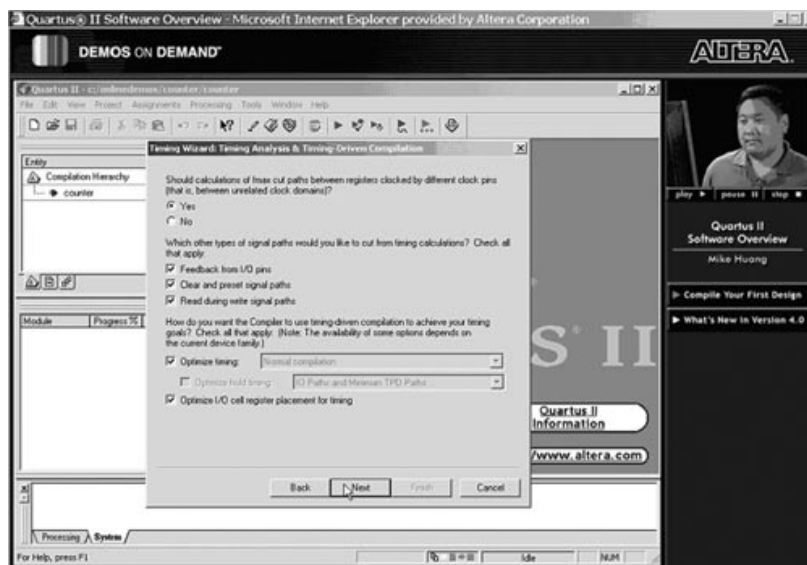 Quartus® II Software Overview - Microsoft Internet Explorer provided by Altera Corporation
DEMOS ON DEMAND™
ALTERA.
Quartus II - c:/onlinedemos/counter/counter
File Edit View Project Assignments Processing Tools Window Help
Timing Wizard: Timing Analysis & Timing-Driven Compilation
Entity
Compilation Hierarchy
counter
Module
Progress %
Should calculations of fmax cut paths between registers clocked by different clock pins
(that is, between unrelated clock domains)?
Yes
No
Which other types of signal paths would you like to cut from timing calculations? Check all
that apply.
Feedback from I/O pins
Clear and preset signal paths
Read during write signal paths
How do you want the Compiler to use timing-driven compilation to achieve your timing
goals? Check all that apply. (Note: The availability of some options depends on
the current device family.)
Optimize timing: Normal compilation
Optimize hold timing: IO Paths and Minimum TPD Paths
Optimize I/O cell register placement for timing
Back Next Finish Cancel
S II
Quartus II
Information
/www.altera.com
play pause stop
Quartus II
Software Overview
Mike Huang
Compile Your First Design
What's New in Version 4.0
Processing System
For Help, press F1
Idle
NUM